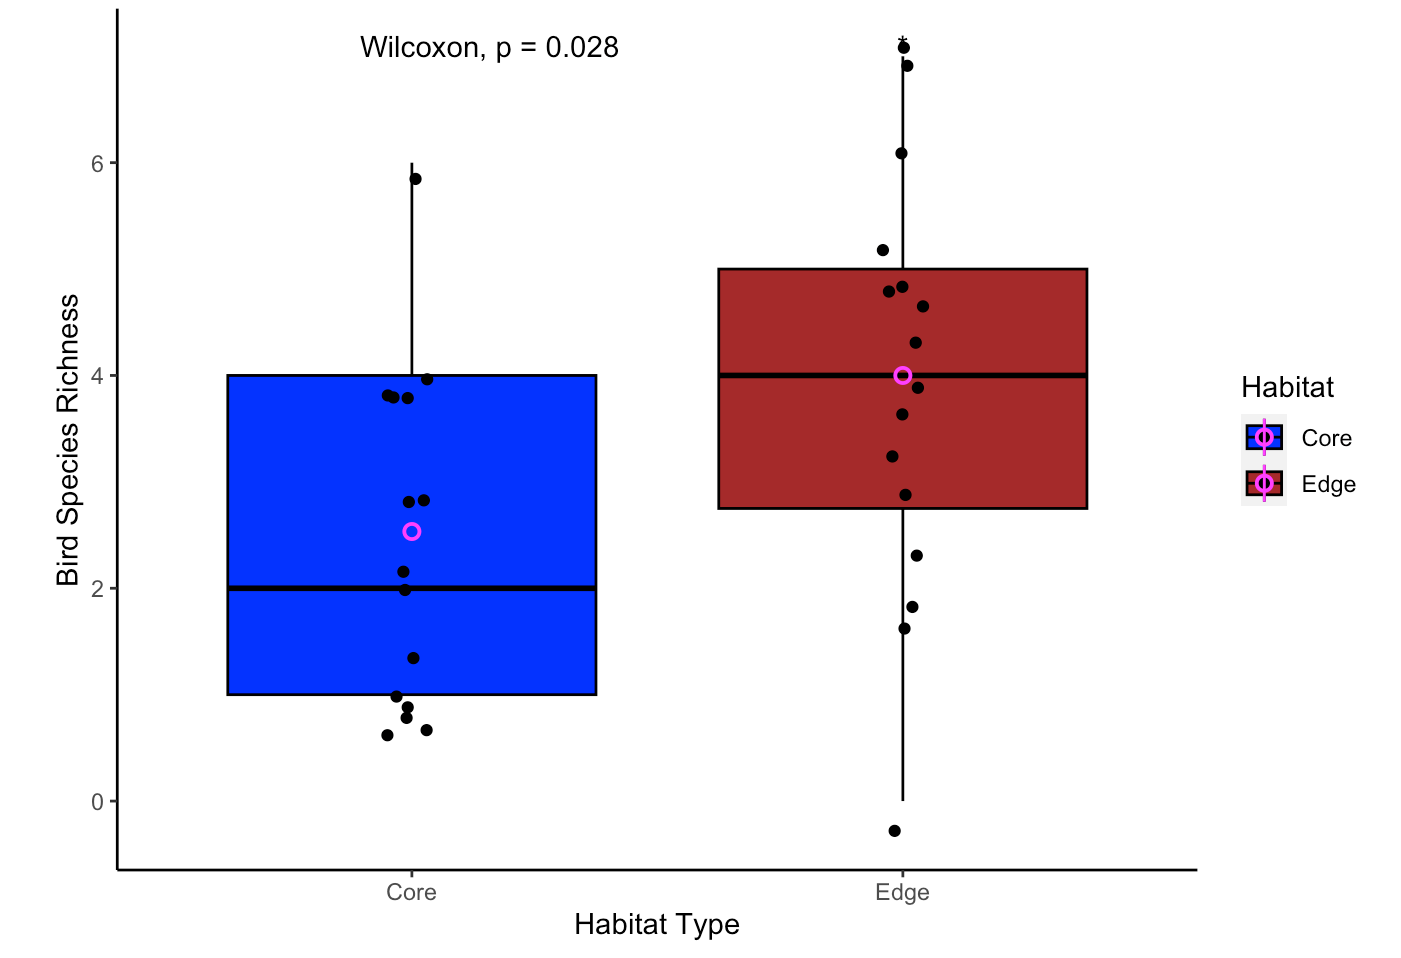 Wilcoxon, p = 0.028
*
6
4
2
0
Bird Species Richness
Core
Edge
Habitat Type
Habitat
Core
Edge